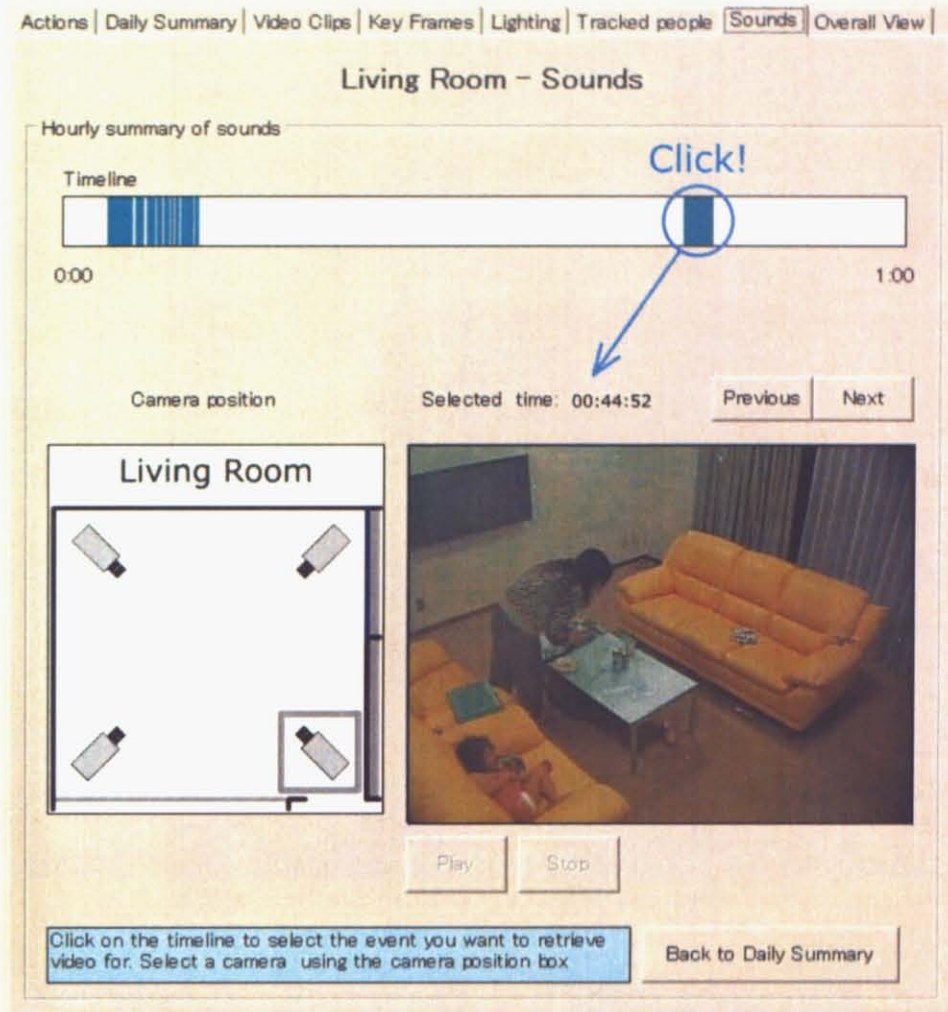 Actions | Daily Summary | Video Clips | Key Frames | Lighting | Tracked people | Sounds | Overall View |
Living Room - Sounds
Hourly summary of sounds
Click!
Timeline
0:00 1:00
Camera position Selected time: 00:44:52 Previous Next
Living Room
Play Stop
Click on the timeline to select the event you want to retrieve
video for. Select a camera using the camera position box
Back to Daily Summary